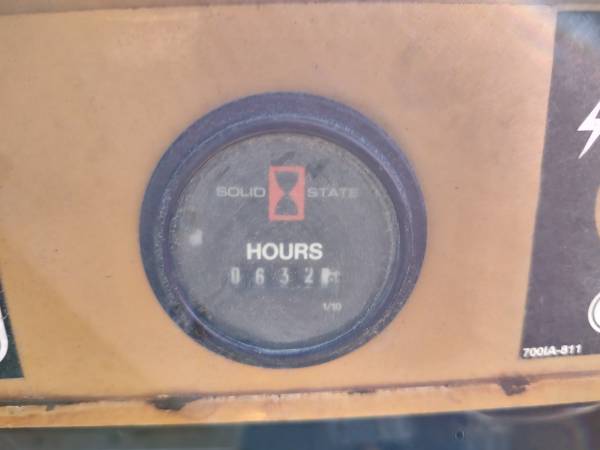 SOLID STATE
HOURS
0632
1/10
700IA-811